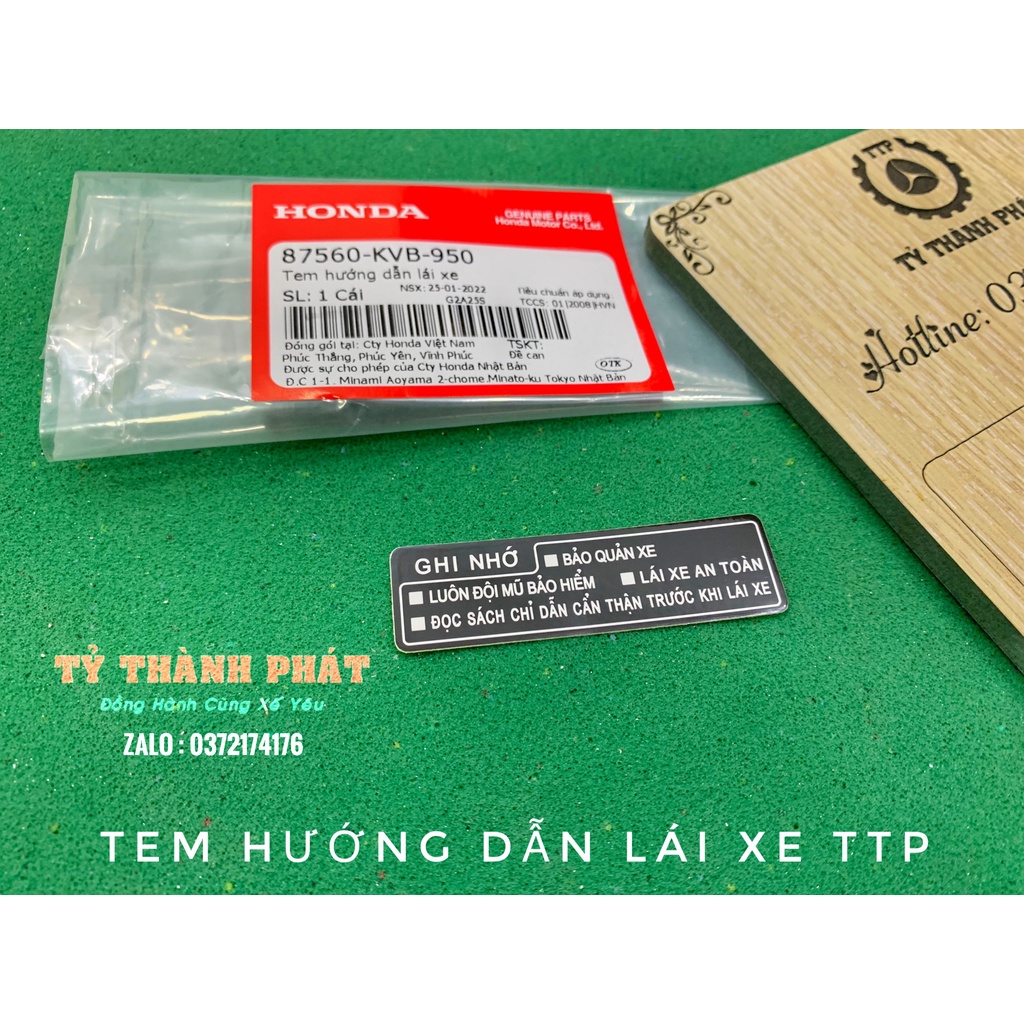 HONDA
GENUINE PARTS
Honda Motor Co., Ltd.
87560-KVB-950
Tem hướng dẫn lái xe
NSX: 25-01-2022
Tiêu chuẩn áp dụng:
SL: 1 Cái
G2A25S
TCCS: 01(2008)HVN
Đóng gói tại: Cty Honda Việt Nam
TSKT:
Phúc Thắng, Phúc Yên, Vĩnh Phúc
Đề can
Được sự cho phép của Cty Honda Nhật Bản
OTK
Đ.C 1-1. Minami Aoyama 2-chome.Minato-ku Tokyo Nhật Bản
TTP
TỶ THÀNH PHÁT
Hotline: 03
GHI NHỚ
BẢO QUẢN XE
LUÔN ĐỘI MŨ BẢO HIỂM
LÁI XE AN TOÀN
ĐỌC SÁCH CHỈ DẪN CẨN THẬN TRƯỚC KHI LÁI XE
TỶ THÀNH PHÁT
Đồng Hành Cùng Xế Yêu
ZALO : 0372174176
TEM HƯỚNG DẪN LÁI XE TTP